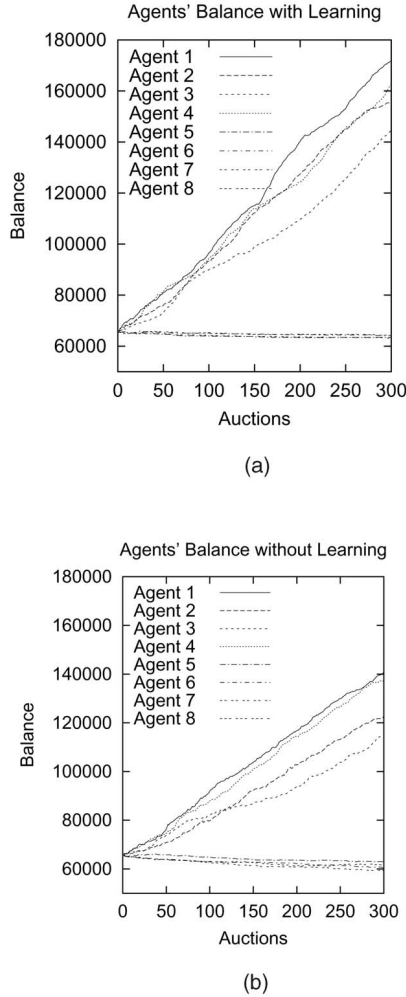 Agents' Balance with Learning
180000
160000
140000
120000
100000
80000
60000
Balance
Agent 1
Agent 2
Agent 3
Agent 4
Agent 5
Agent 6
Agent 7
Agent 8
0 50 100 150 200 250 300
Auctions
(a)
Agents' Balance without Learning
180000
160000
140000
120000
100000
80000
60000
Balance
Agent 1
Agent 2
Agent 3
Agent 4
Agent 5
Agent 6
Agent 7
Agent 8
0 50 100 150 200 250 300
Auctions
(b)